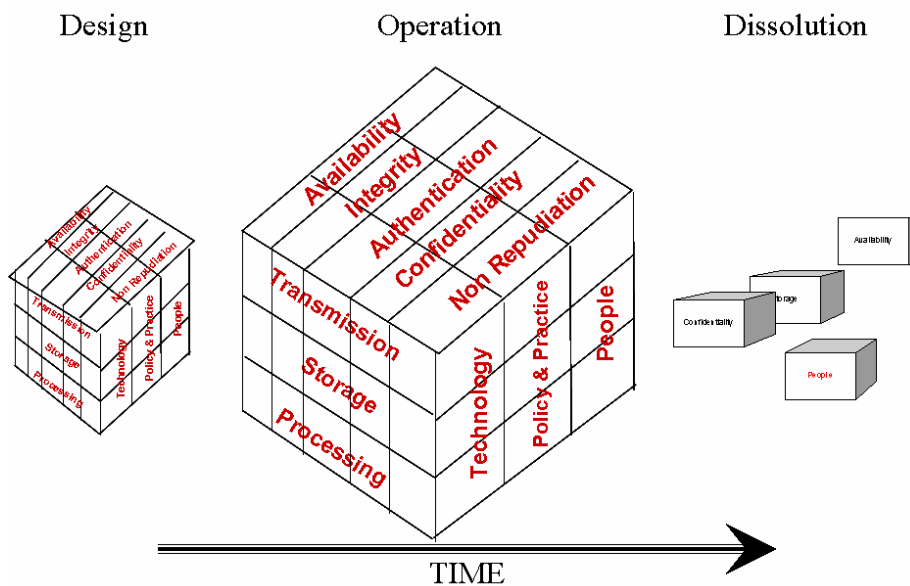 Design
Operation
Dissolution
Availability
Integrity
Authentication
Confidentiality
Non Repudiation
Transmission
Storage
Processing
Technology
Policy & Practice
People
Availability
Integrity
Authentication
Confidentiality
Non Repudiation
Transmission
Storage
Processing
Technology
Policy & Practice
People
Availability
torage
Confidentiality
People
TIME